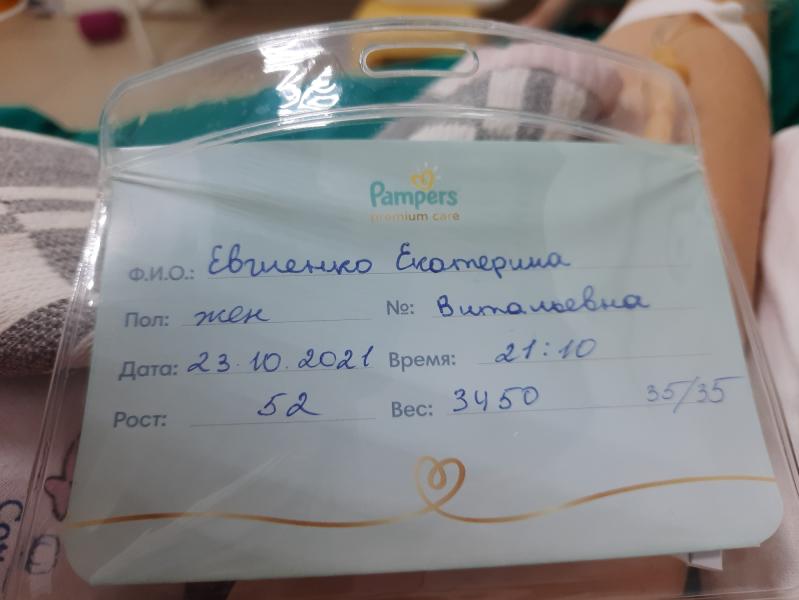 Pampers
premium care
Ф.И.О.: Евгиенко Екатерина
Пол: жен №: Витальевна
Дата: 23.10.2021 Время: 21:10
Рост: 52 Вес: 3450 35/35